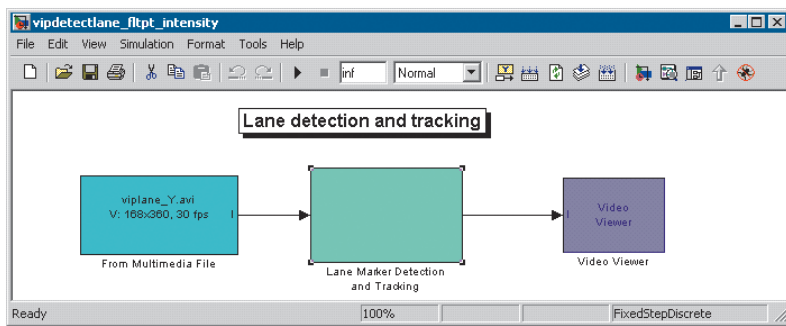 vipdetectlane_fltpt_intensity
File Edit View Simulation Format Tools Help
inf Normal
Lane detection and tracking
viplane_Y.avi
V: 168x360, 30 fps
I
From Multimedia File
Lane Marker Detection
and Tracking
I
Video
Viewer
Video Viewer
Ready 100% FixedStepDiscrete